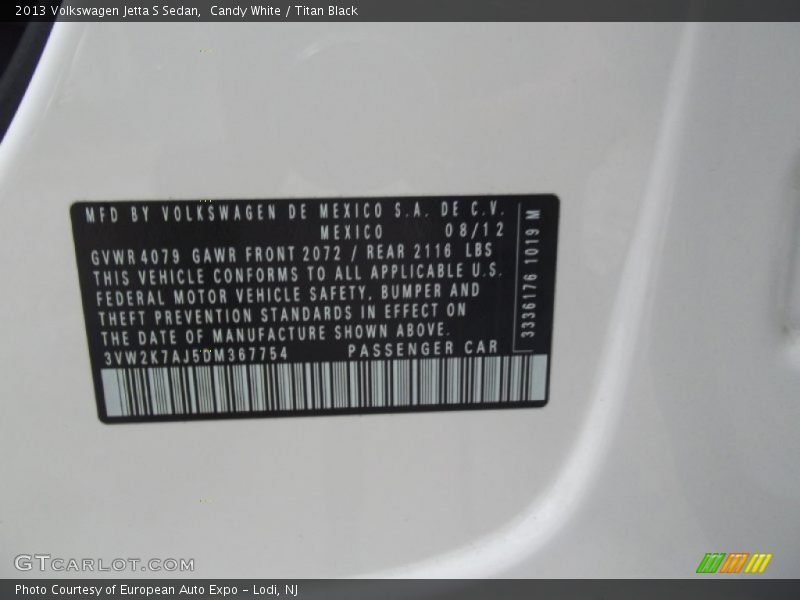 2013 Volkswagen Jetta S Sedan,  Candy White / Titan Black
MFD BY VOLKSWAGEN DE MEXICO S.A. DE C.V.
MEXICO 08/12
GVWR 4079 GAWR FRONT 2072 / REAR 2116 LBS
THIS VEHICLE CONFORMS TO ALL APPLICABLE U.S.
FEDERAL MOTOR VEHICLE SAFETY, BUMPER AND
THEFT PREVENTION STANDARDS IN EFFECT ON
THE DATE OF MANUFACTURE SHOWN ABOVE.
3VW2K7AJ5DM367754 PASSENGER CAR
3336176 1019 M
GTCARLOT.COM
Photo Courtesy of European Auto Expo - Lodi, NJ